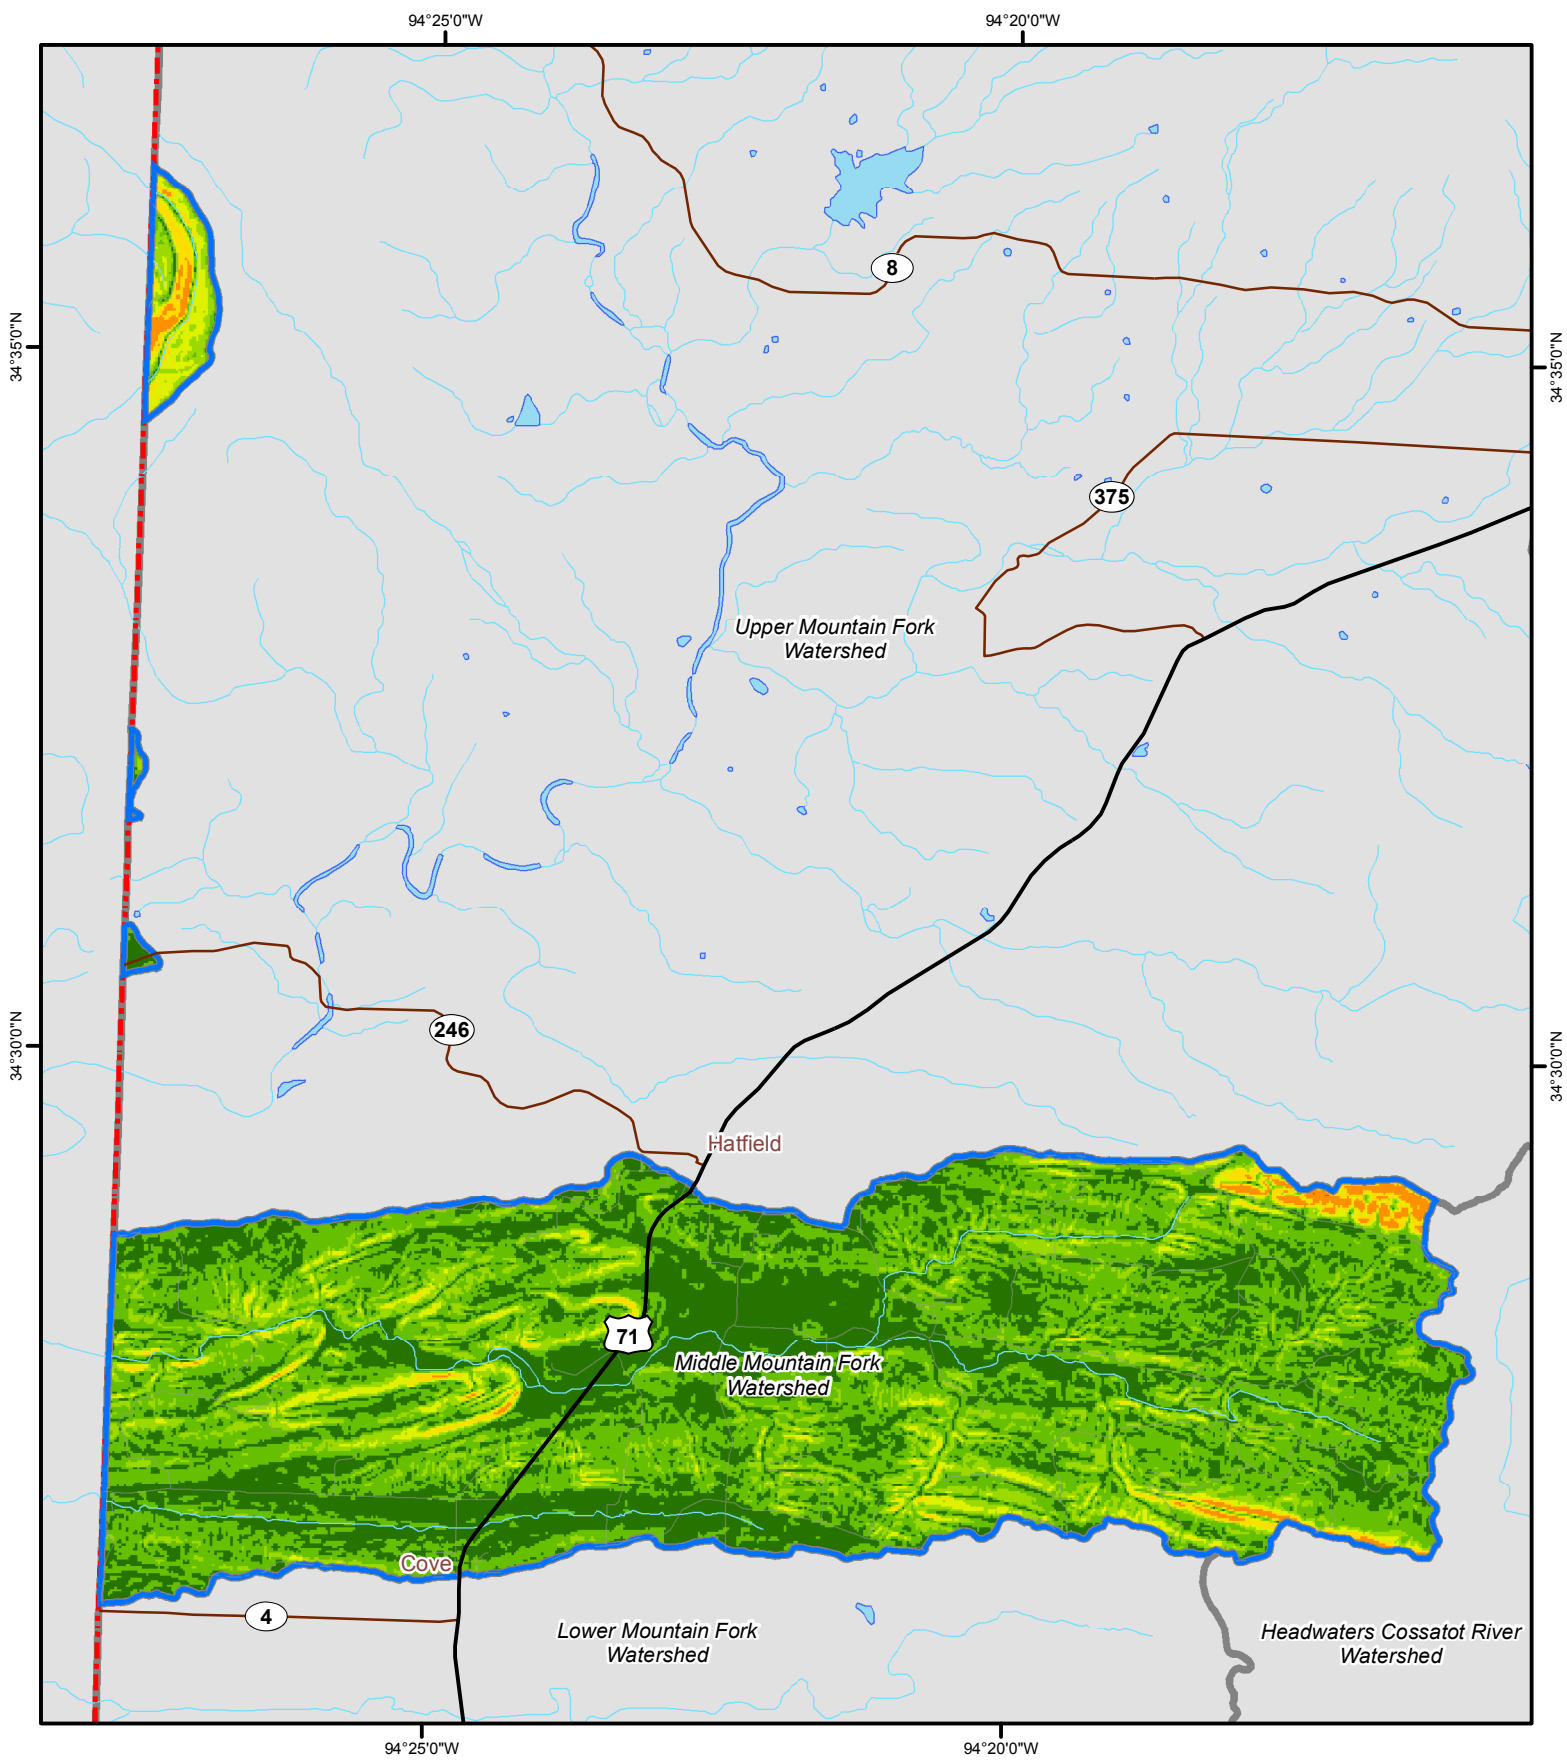 94°25'0"W
94°20'0"W
8
34°35'0"N
34°35'0"N
375
Upper Mountain Fork
Watershed
246
34°30'0"N
34°30'0"N
Hatfield
71
Middle Mountain Fork
Watershed
Cove
4
Lower Mountain Fork
Watershed
Headwaters Cossatot River
Watershed
94°25'0"W
94°20'0"W